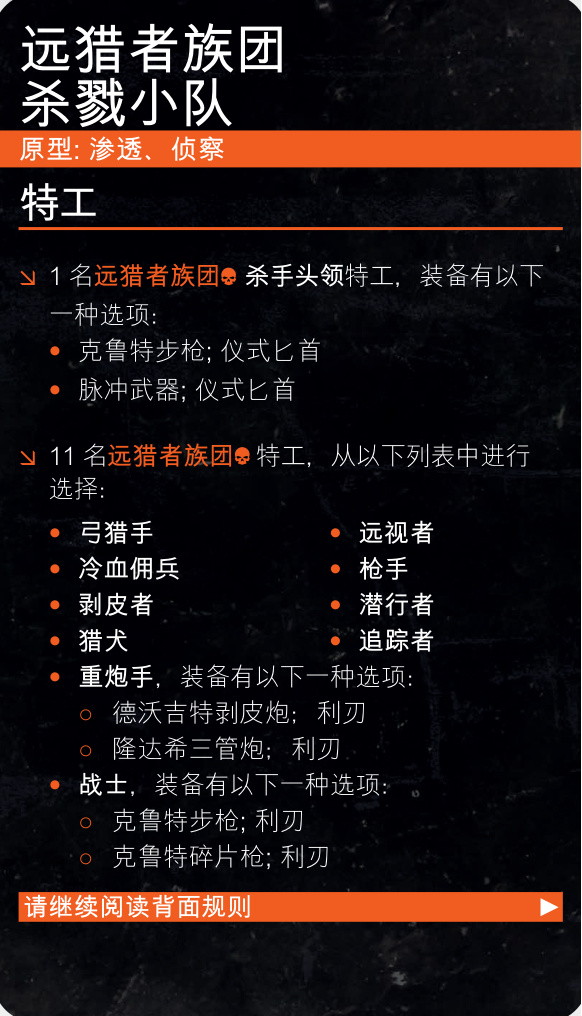 远猎者族团
杀戮小队
原型: 渗透、侦察
特工
1 名远猎者族团 杀手头领特工，装备有以下
一种选项:
克鲁特步枪; 仪式匕首
脉冲武器; 仪式匕首
11 名远猎者族团 特工，从以下列表中进行
选择:
弓猎手
远视者
冷血佣兵
枪手
剥皮者
潜行者
猎犬
追踪者
重炮手，装备有以下一种选项:
德沃吉特剥皮炮；利刃
隆达希三管炮；利刃
战士，装备有以下一种选项:
克鲁特步枪; 利刃
克鲁特碎片枪; 利刃
请继续阅读背面规则